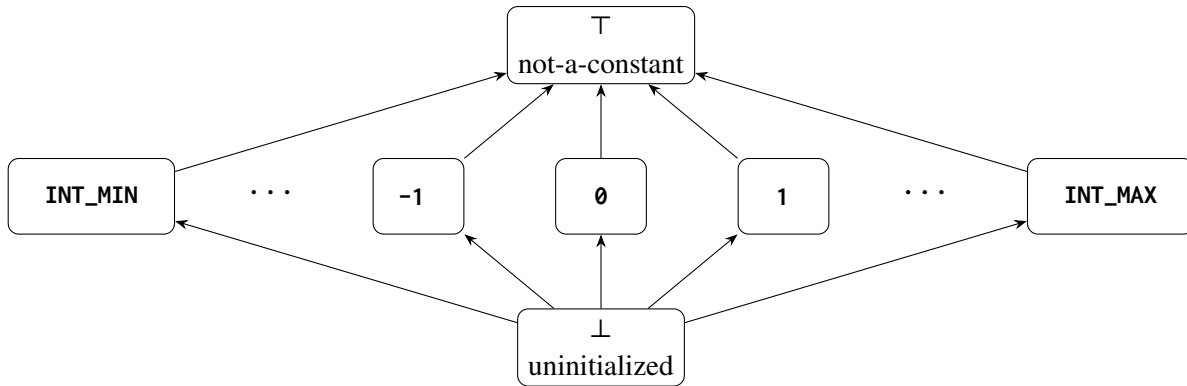 ⊤
not-a-constant
INT_MIN ... -1 0 1 ... INT_MAX
⊥
uninitialized